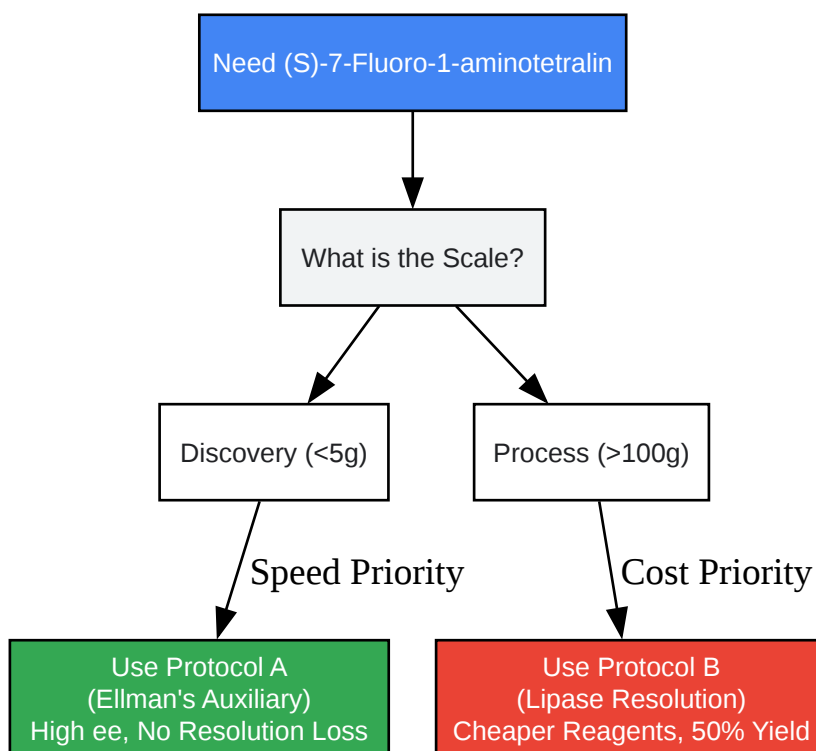 Need (S)-7-Fluoro-1-aminotetralin
What is the Scale?
Discovery (<5g)
Process (>100g)
Speed Priority
Cost Priority
Use Protocol A
(Ellman's Auxiliary)
High ee, No Resolution Loss
Use Protocol B
(Lipase Resolution)
Cheaper Reagents, 50% Yield